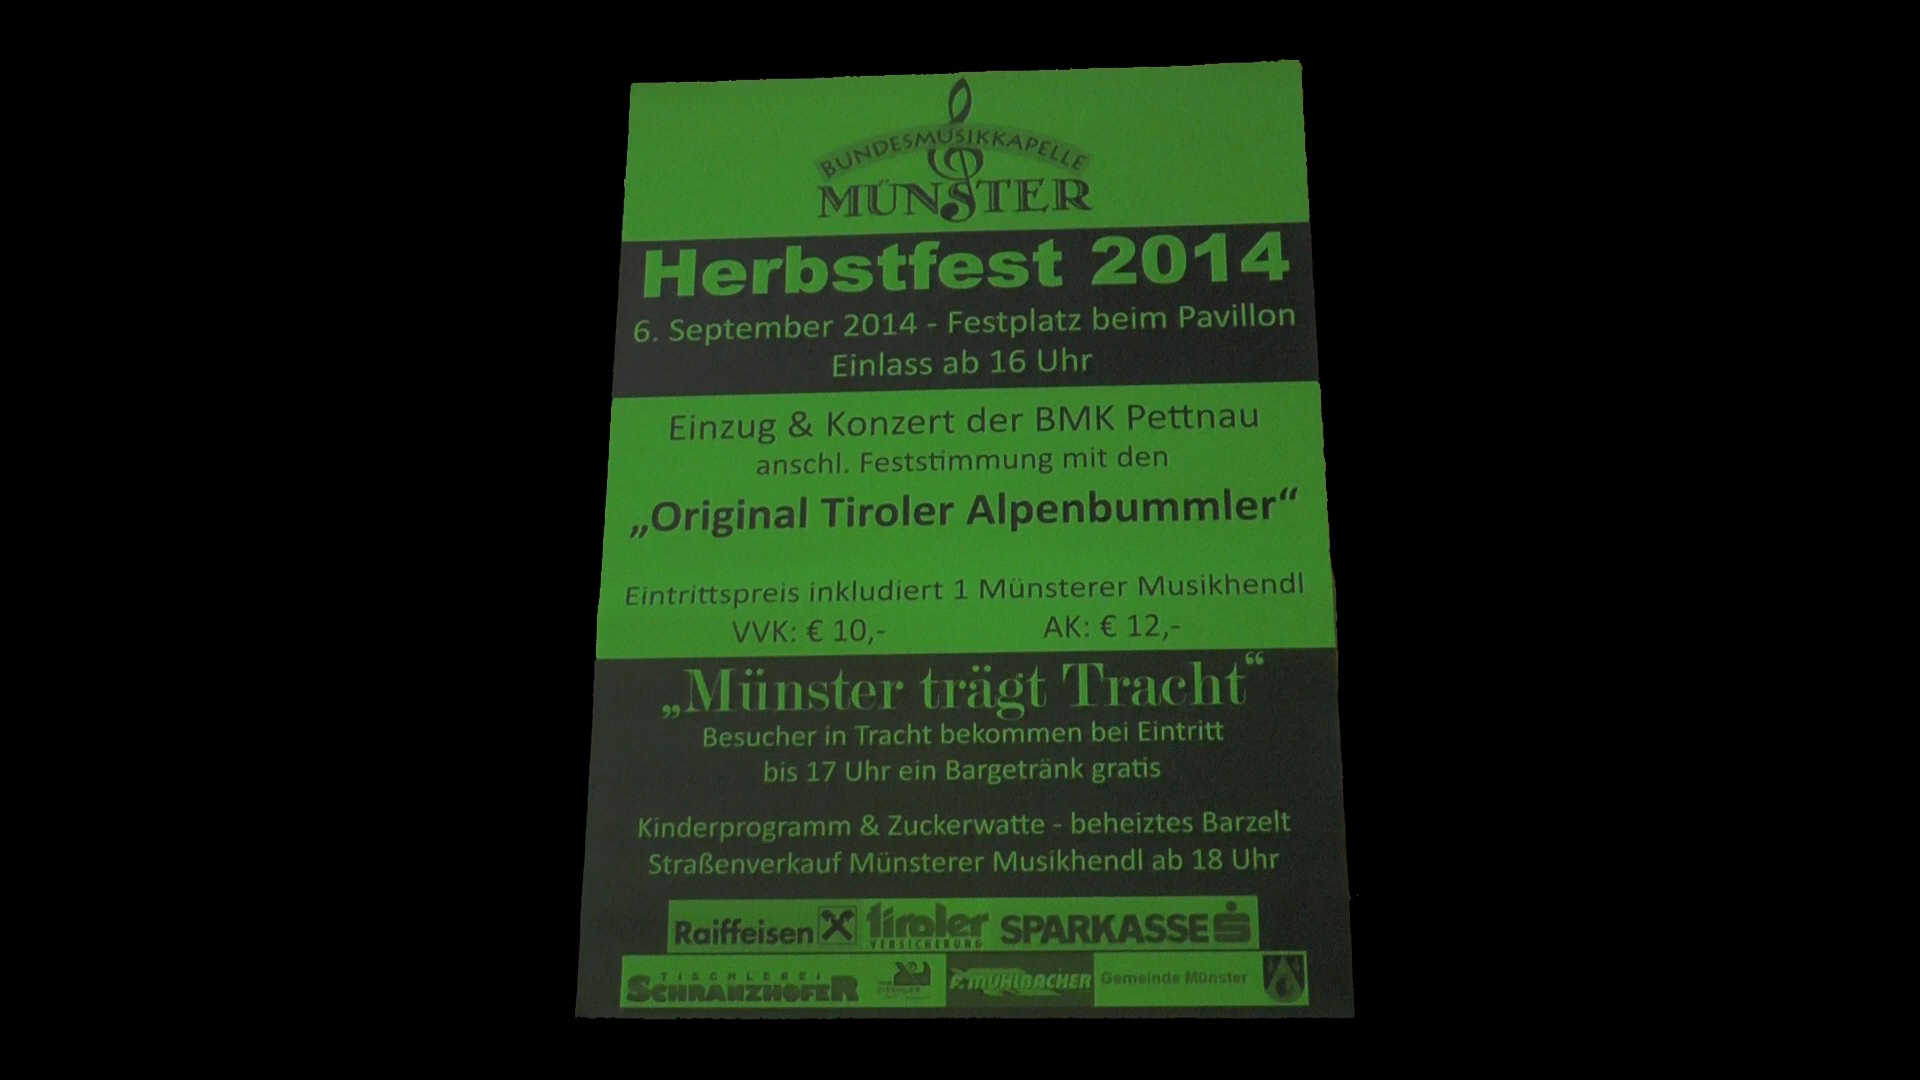 BUNDESMUSIKKAPELLE
MÜNSTER
Herbstfest 2014
6. September 2014 - Festplatz beim Pavillon
Einlass ab 16 Uhr
Einzug & Konzert der BMK Pettnau
anschl. Feststimmung mit den
„Original Tiroler Alpenbummler“
Eintrittspreis inkludiert 1 Münsterer Musikhendl
VVK: € 10,- AK: € 12,-
„Münster trägt Tracht“
Besucher in Tracht bekommen bei Eintritt
bis 17 Uhr ein Bargetränk gratis
Kinderprogramm & Zuckerwatte - beheiztes Barzelt
Straßenverkauf Münsterer Musikhendl ab 18 Uhr
Raiffeisen tiroler VERSICHERUNG SPARKASSE
TISCHLEREI
SCHRANZHOFER P. MÜHLBACHER Gemeinde Münster